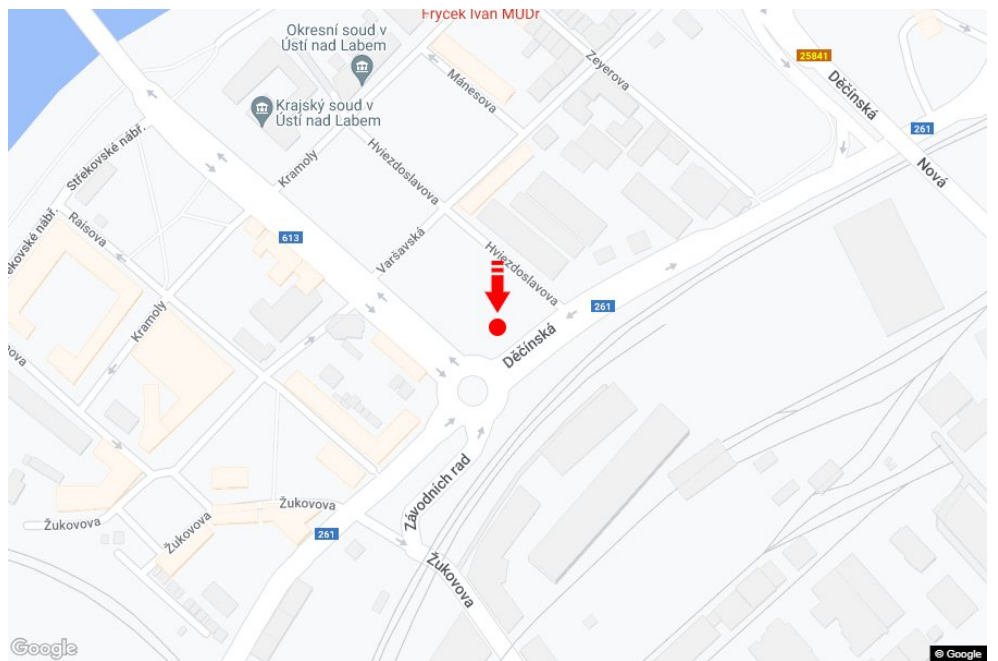 Fryček Ivan MUDr
Okresní soud v
Ústí nad Labem
Zeyerova
25841
Mánesova
Děčínská
Krajský soud v
Ústí nad Labem
261
Střekovské nábř.
Hviezdoslavova
Kramoly
Nová
Raisova
613
Varšavská
Hviezdoslavova
Kramoly
261
Děčínská
Závodních rad
Žukovova
Žukovova
Žukovova
261
Žukovova
Google
© Google